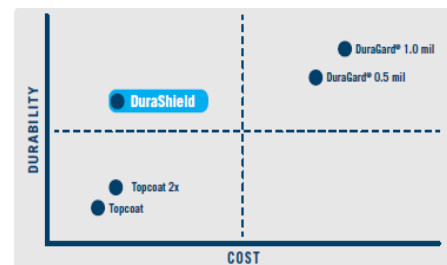 DuraGard® 1.0 mil
DuraGard® 0.5 mil
DuraShield
DURABILITY
Topcoat 2x
Topcoat
COST